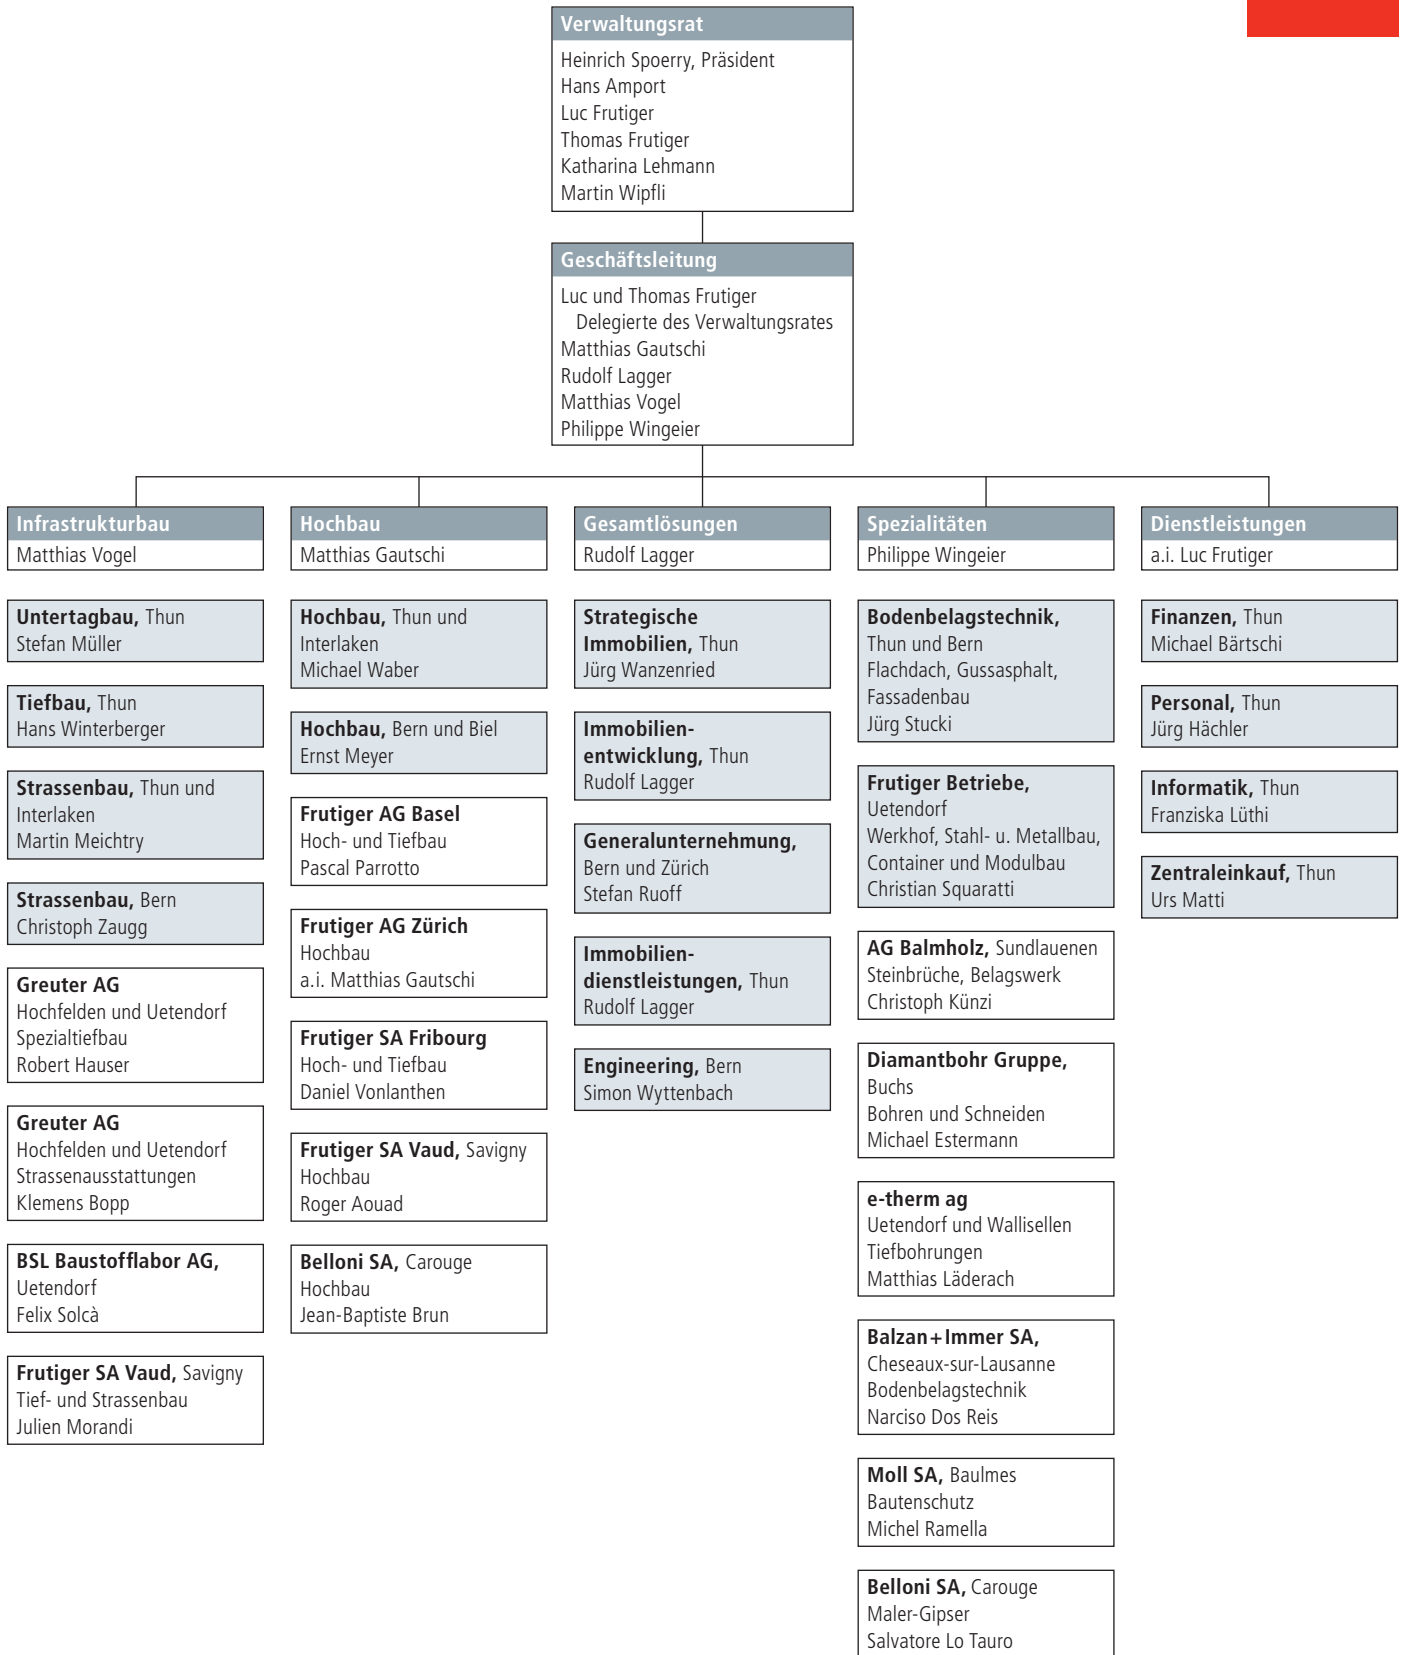 Verwaltungsrat
Heinrich Spoerry, Präsident
Hans Amport
Luc Frutiger
Thomas Frutiger
Katharina Lehmann
Martin Wipfli
Geschäftsleitung
Luc und Thomas Frutiger
Delegierte des Verwaltungsrates
Matthias Gautschi
Rudolf Lagger
Matthias Vogel
Philippe Wingeier
Infrastrukturbau
Matthias Vogel
Untertagbau, Thun
Stefan Müller
Tiefbau, Thun
Hans Winterberger
Strassenbau, Thun und
Interlaken
Martin Meichtry
Strassenbau, Bern
Christoph Zaugg
Greuter AG
Hochfelden und Uetendorf
Spezialtiefbau
Robert Hauser
Greuter AG
Hochfelden und Uetendorf
Strassenausstattungen
Klemens Bopp
BSL Baustofflabor AG,
Uetendorf
Felix Solcà
Frutiger SA Vaud, Savigny
Tief- und Strassenbau
Julien Morandi
Hochbau
Matthias Gautschi
Hochbau, Thun und
Interlaken
Michael Waber
Hochbau, Bern und Biel
Ernst Meyer
Frutiger AG Basel
Hoch- und Tiefbau
Pascal Parrotto
Frutiger AG Zürich
Hochbau
a.i. Matthias Gautschi
Frutiger SA Fribourg
Hoch- und Tiefbau
Daniel Vonlanthen
Frutiger SA Vaud, Savigny
Hochbau
Roger Aouad
Belloni SA, Carouge
Hochbau
Jean-Baptiste Brun
Gesamtlösungen
Rudolf Lagger
Strategische
Immobilien, Thun
Jürg Wanzenried
Immobilien-
entwicklung, Thun
Rudolf Lagger
Generalunternehmung,
Bern und Zürich
Stefan Ruoff
Immobilien-
dienstleistungen, Thun
Rudolf Lagger
Engineering, Bern
Simon Wyttenbach
Spezialitäten
Philippe Wingeier
Bodenbelagstechnik,
Thun und Bern
Flachdach, Gussasphalt,
Fassadenbau
Jürg Stucki
Frutiger Betriebe,
Uetendorf
Werkhof, Stahl- u. Metallbau,
Container und Modulbau
Christian Squaratti
AG Balmholz, Sundlauenen
Steinbrüche, Belagswerk
Christoph Künzi
Diamantbohr Gruppe,
Buchs
Bohren und Schneiden
Michael Estermann
e-therm ag
Uetendorf und Wallisellen
Tiefbohrungen
Matthias Läderach
Balzan+Immer SA,
Cheseaux-sur-Lausanne
Bodenbelagstechnik
Narciso Dos Reis
Moll SA, Baulmes
Bautenschutz
Michel Ramella
Belloni SA, Carouge
Maler-Gipser
Salvatore Lo Tauro
Dienstleistungen
a.i. Luc Frutiger
Finanzen, Thun
Michael Bärtschi
Personal, Thun
Jürg Hächler
Informatik, Thun
Franziska Lüthi
Zentraleinkauf, Thun
Urs Matti